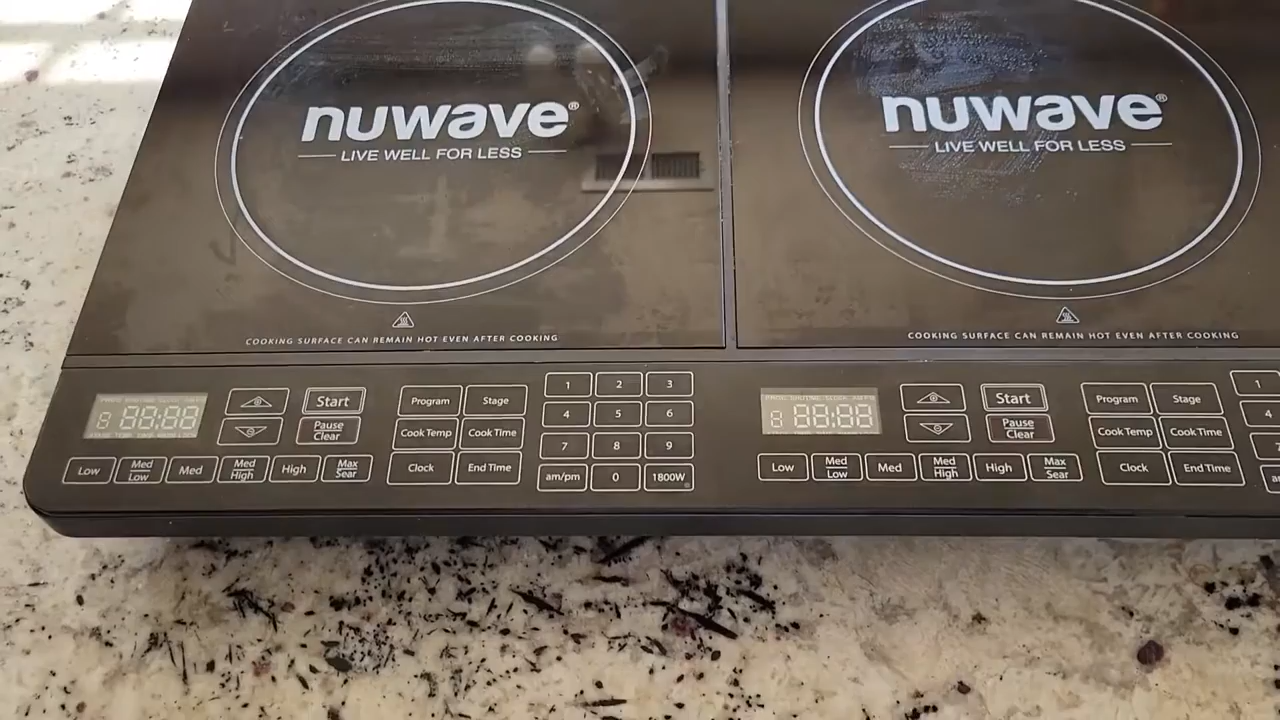 nuwave®
LIVE WELL FOR LESS
COOKING SURFACE CAN REMAIN HOT EVEN AFTER COOKING
nuwave®
LIVE WELL FOR LESS
COOKING SURFACE CAN REMAIN HOT EVEN AFTER COOKING
8 88:88
Start
Pause
Clear
Low
Med
Low
Med
Med
High
High
Max
Sear
Program
Stage
Cook Temp
Cook Time
Clock
End Time
1 2 3
4 5 6
7 8 9
am/pm 0 1800W
8 88:88
Start
Pause
Clear
Low
Med
Low
Med
Med
High
High
Max
Sear
Program
Stage
Cook Temp
Cook Time
Clock
End Time
1
4